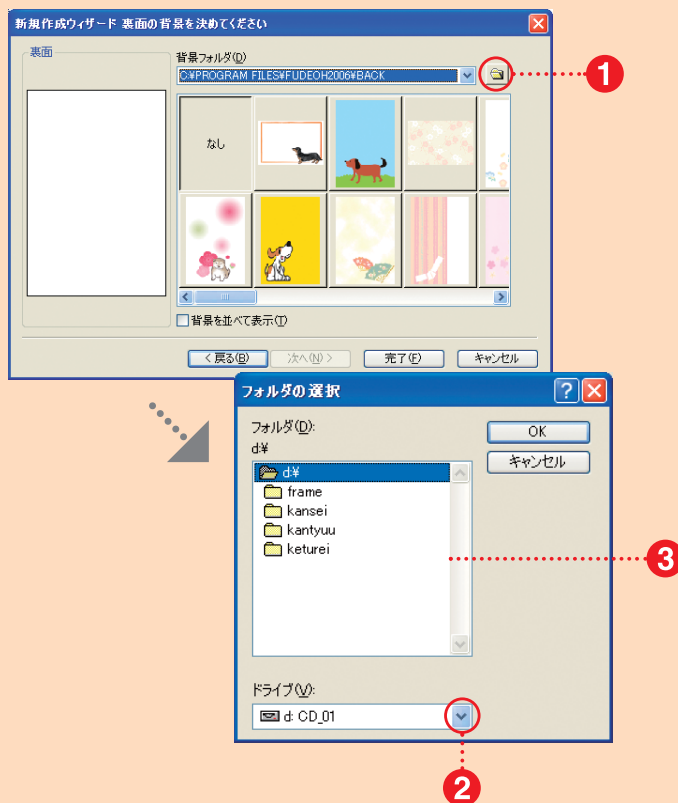 新規作成ウィザード 裏面の背景を決めてください
裏面
背景フォルダ(D)
C:¥PROGRAM FILES¥FUDEOH2006¥BACK
1
なし
背景を並べて表示(T)
< 戻る(B)
次へ(N) >
完了(F)
キャンセル
フォルダの選択
フォルダ(D):
d:¥
OK
キャンセル
d:¥
frame
kansei
kantyuu
keturei
3
ドライブ(V):
d: CD_01
2